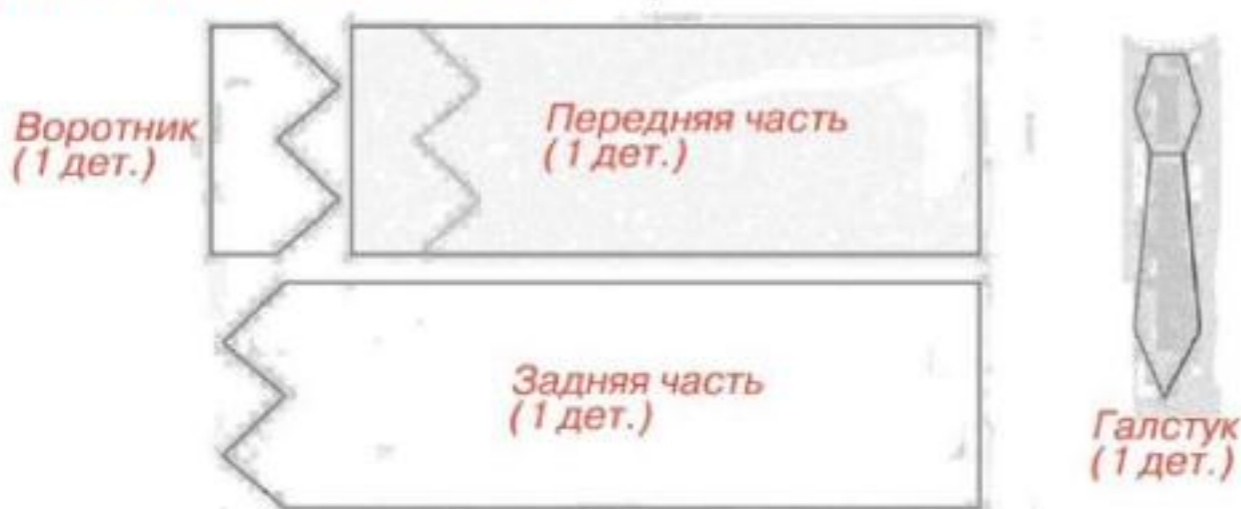 Воротник
(1 дет.)
Передняя часть
(1 дет.)
Задняя часть
(1 дет.)
Галстук
(1 дет.)